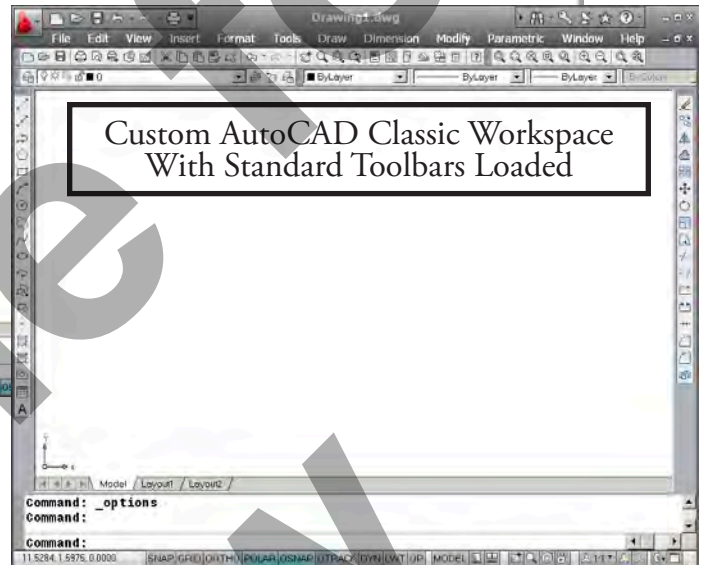 Drawing1.dwg
File Edit View Insert Format Tools Draw Dimension Modify Parametric Window Help
0 ByLayer ByLayer ByLayer
Custom AutoCAD Classic Workspace
With Standard Toolbars Loaded
A
Model / Layout1 / Layout2 /
Command: _options
Command:
Command:
11.5284, 1.5975, 0.0000 SNAP GRID ORTHO POLAR OSNAP OTRACK DYN LWT QP MODEL